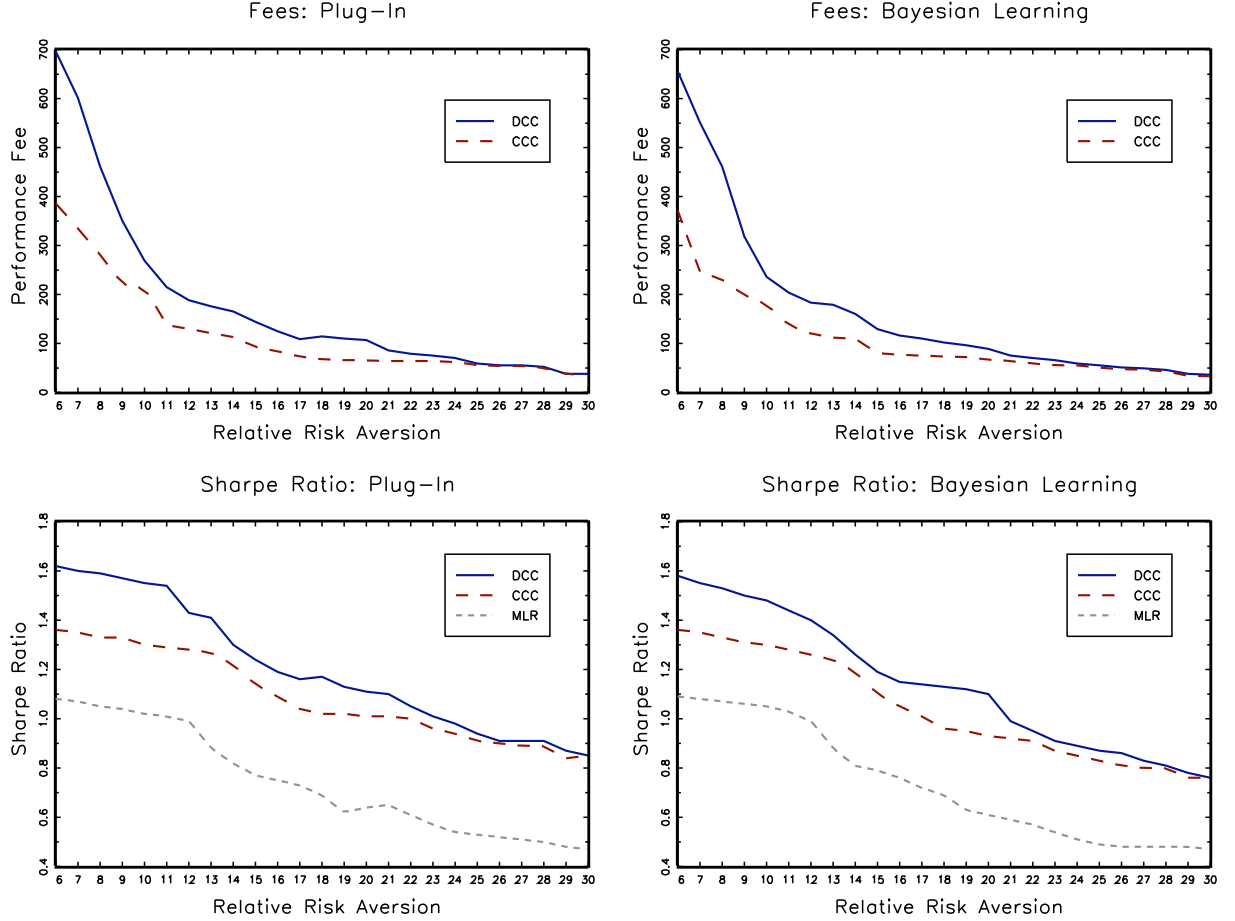 Fees: Plug-In
Performance Fee
700
600
500
400
300
200
100
0
DCC
CCC
6 7 8 9 10 11 12 13 14 15 16 17 18 19 20 21 22 23 24 25 26 27 28 29 30
Relative Risk Aversion
Fees: Bayesian Learning
Performance Fee
700
600
500
400
300
200
100
0
DCC
CCC
6 7 8 9 10 11 12 13 14 15 16 17 18 19 20 21 22 23 24 25 26 27 28 29 30
Relative Risk Aversion
Sharpe Ratio: Plug-In
Sharpe Ratio
1.8
1.6
1.4
1.2
1.0
0.8
0.6
0.4
DCC
CCC
MLR
6 7 8 9 10 11 12 13 14 15 16 17 18 19 20 21 22 23 24 25 26 27 28 29 30
Relative Risk Aversion
Sharpe Ratio: Bayesian Learning
Sharpe Ratio
1.8
1.6
1.4
1.2
1.0
0.8
0.6
0.4
DCC
CCC
MLR
6 7 8 9 10 11 12 13 14 15 16 17 18 19 20 21 22 23 24 25 26 27 28 29 30
Relative Risk Aversion